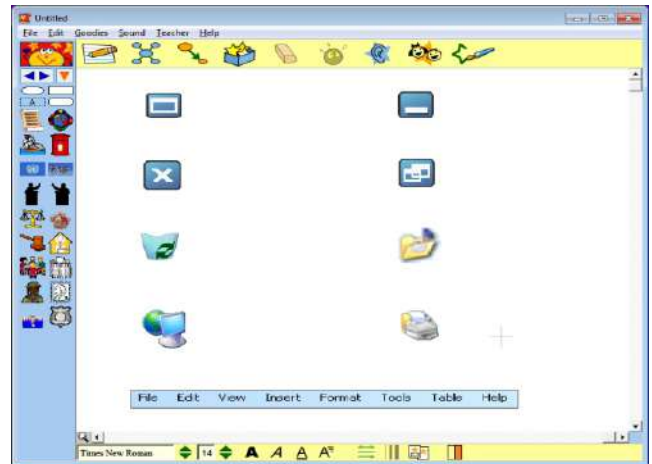 Untitled
File Edit Goodies Sound Teacher Help
A
File Edit View Insert Format Tools Table Help
Times New Roman 14 A A A A